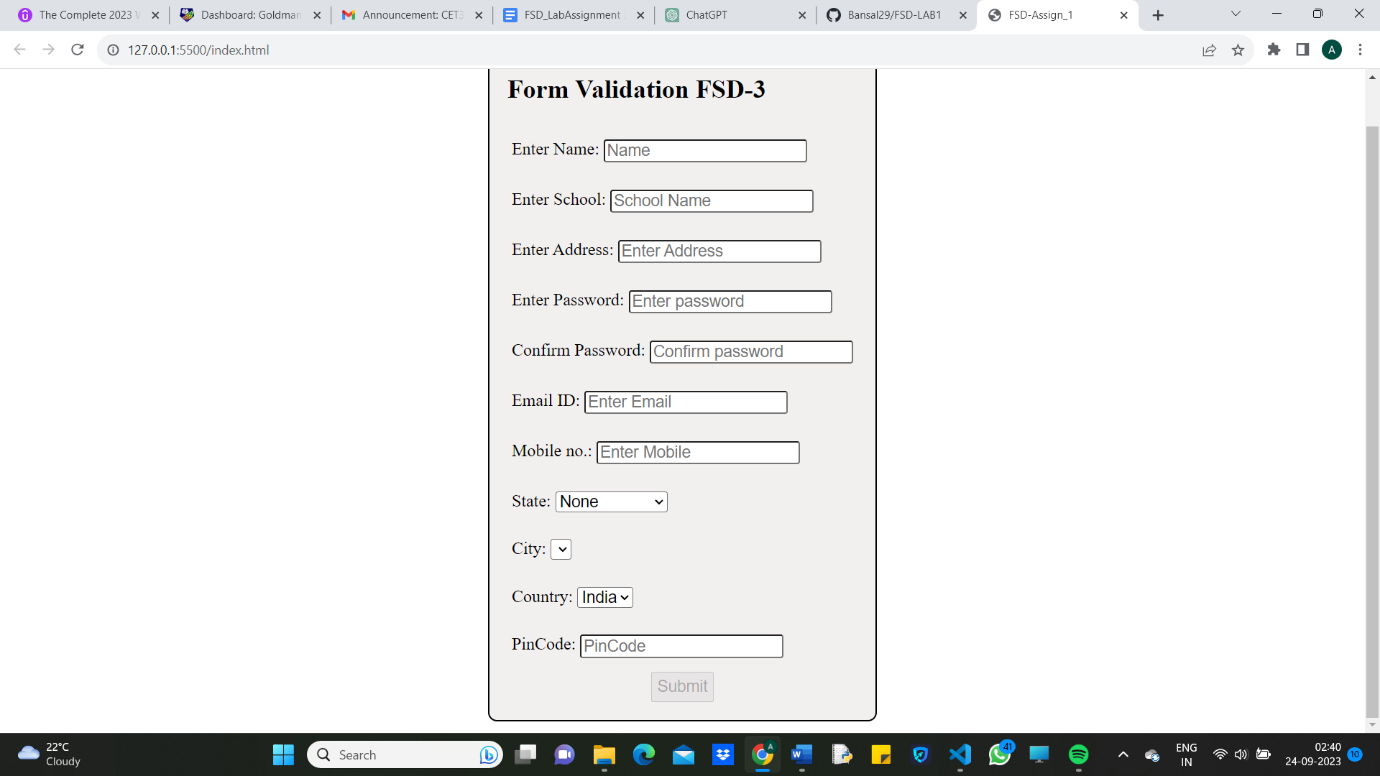 The Complete 2023 W
Dashboard: Goldman
Announcement: CET3
FSD_LabAssignment
ChatGPT
Bansal29/FSD-LAB1
FSD-Assign_1
127.0.0.1:5500/index.html
A
Form Validation FSD-3
Enter Name: Name
Enter School: School Name
Enter Address: Enter Address
Enter Password: Enter password
Confirm Password: Confirm password
Email ID: Enter Email
Mobile no.: Enter Mobile
State: None
City:
Country: India
PinCode: PinCode
Submit
22°C
Cloudy
Search
41
ENG
IN
02:40
24-09-2023
10